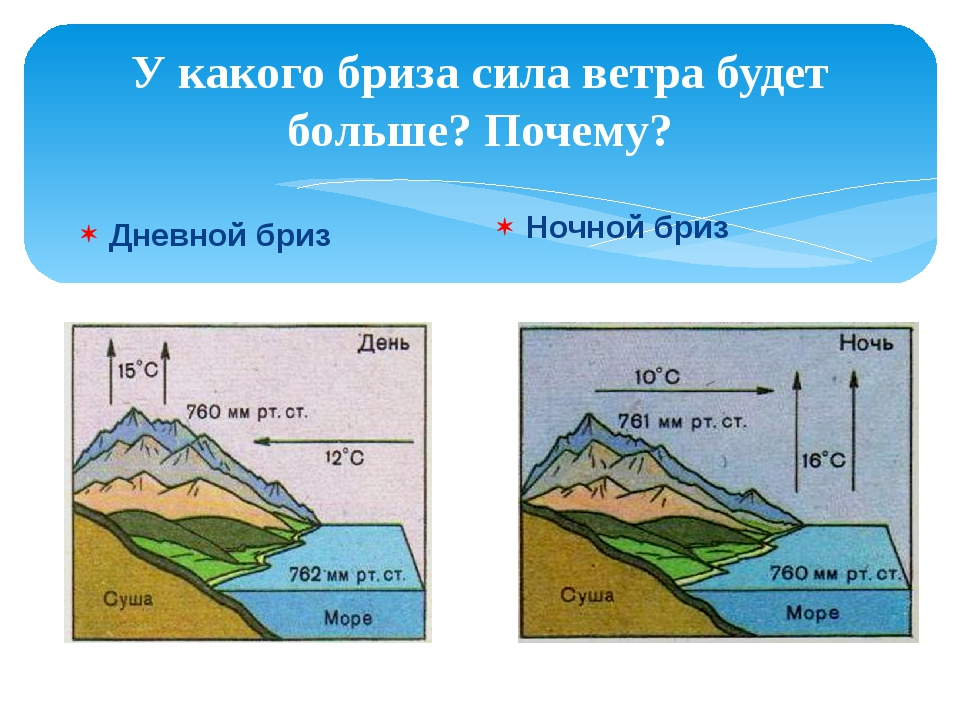 У какого бриза сила ветра будет
больше? Почему?
Дневной бриз
Ночной бриз
День
15°C
760 мм рт. ст.
12°C
762 мм рт. ст.
Суша
Море
Ночь
10°C
761 мм рт. ст.
16°C
760 мм рт. ст.
Суша
Море